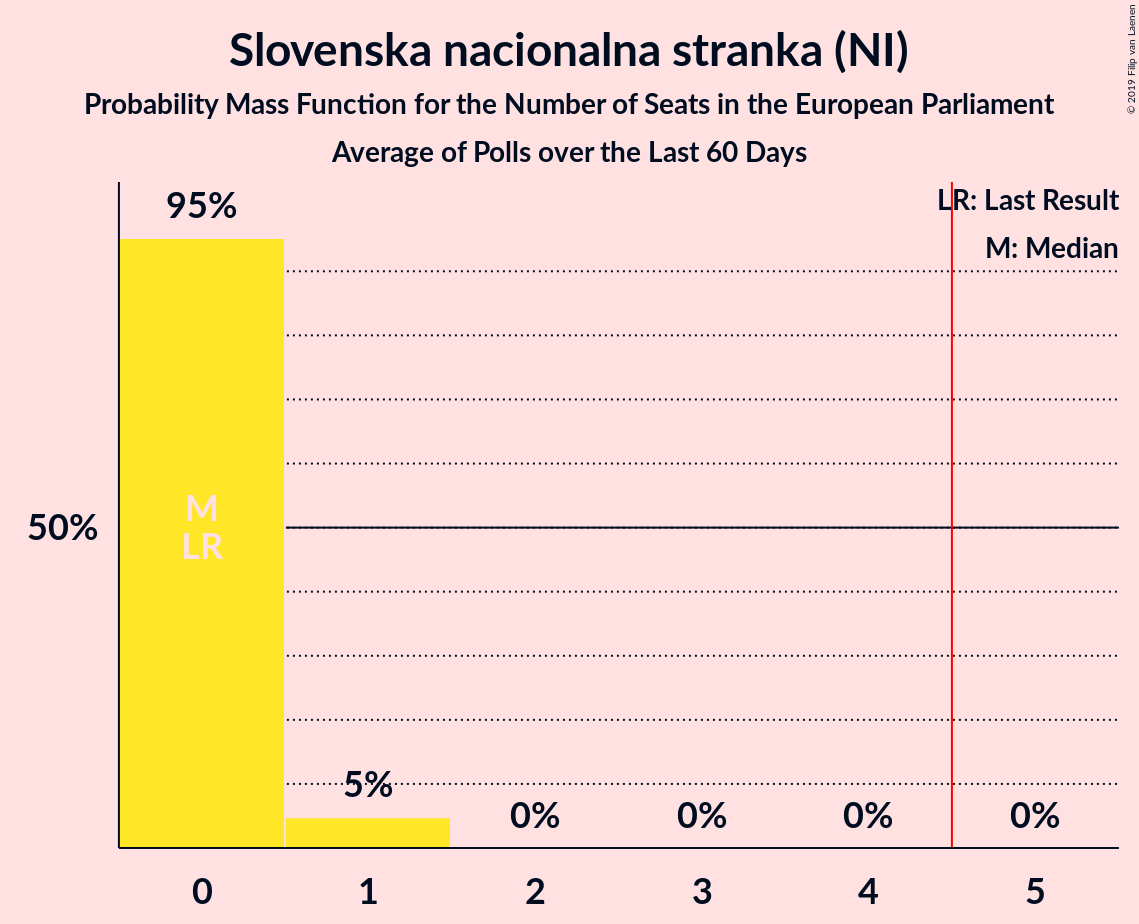 Slovenska nacionalna stranka (NI)
Probability Mass Function for the Number of Seats in the European Parliament
Average of Polls over the Last 60 Days
© 2019 Filip van Laenen
LR: Last Result
M: Median
95%
M
LR
50%
5%
0%
0%
0%
0%
0
1
2
3
4
5